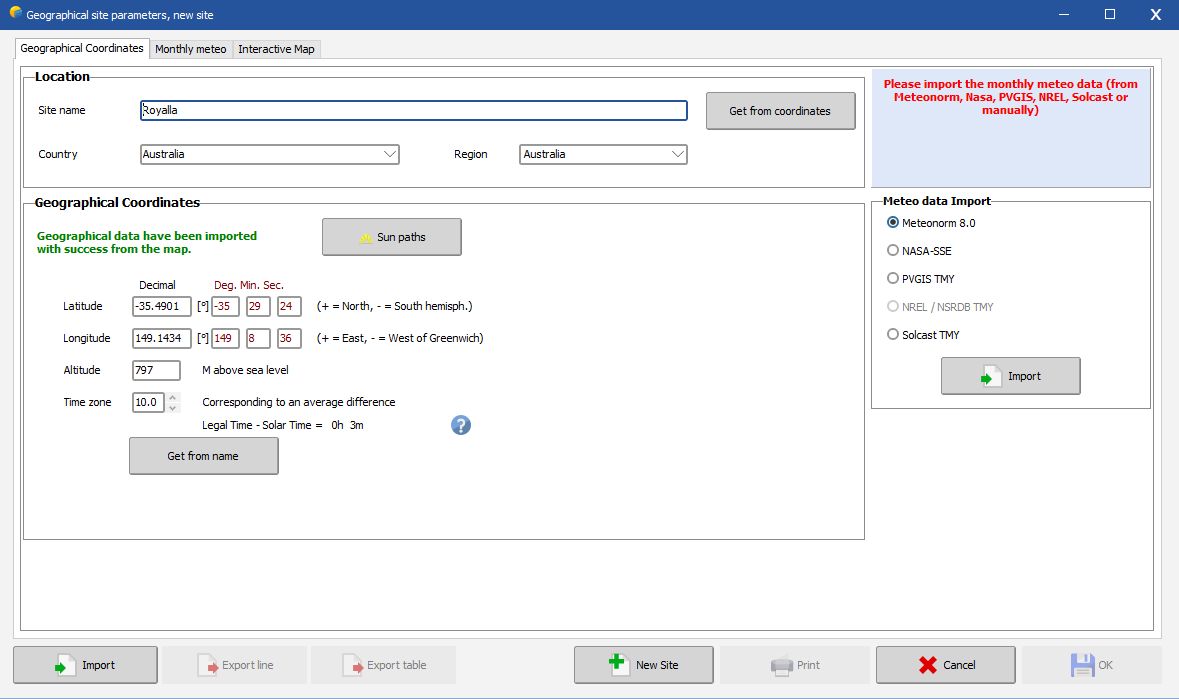 Geographical site parameters, new site
X
Geographical Coordinates Monthly meteo Interactive Map
Location
Site name Royalla Get from coordinates
Country Australia Region Australia
Please import the monthly meteo data (from
Meteonorm, Nasa, PVGIS, NREL, Solcast or
manually)
Geographical Coordinates
Geographical data have been imported
with success from the map.
Sun paths
Decimal Deg. Min. Sec.
Latitude -35.4901 [°] -35 29 24 (+ = North, - = South hemisph.)
Longitude 149.1434 [°] 149 8 36 (+ = East, - = West of Greenwich)
Altitude 797 M above sea level
Time zone 10.0 Corresponding to an average difference
Legal Time - Solar Time = 0h 3m ?
Get from name
Meteo data Import
Meteonorm 8.0
NASA-SSE
PVGIS TMY
NREL / NSRDB TMY
Solcast TMY
Import
Import Export line Export table New Site Print Cancel OK